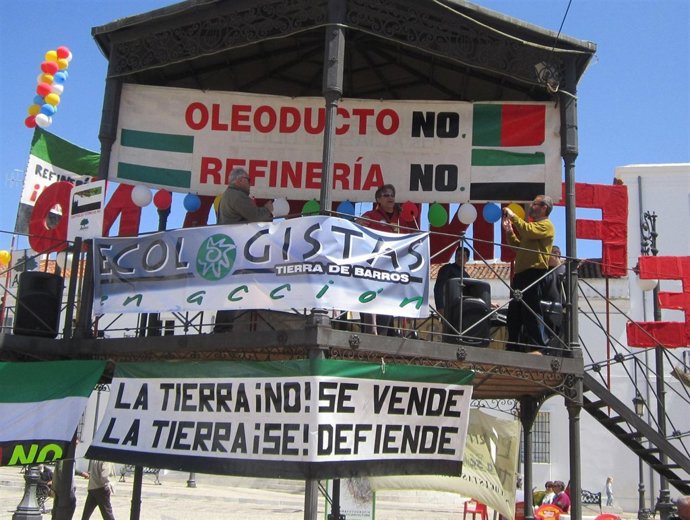 OLEODUCTO NO.
REFINERÍA NO.
REFINERÍA
ECOLOGISTAS
TIERRA DE BARROS
en acción
LA TIERRA ¡NO! SE VENDE
LA TIERRA ¡SE! DEFIENDE
NO